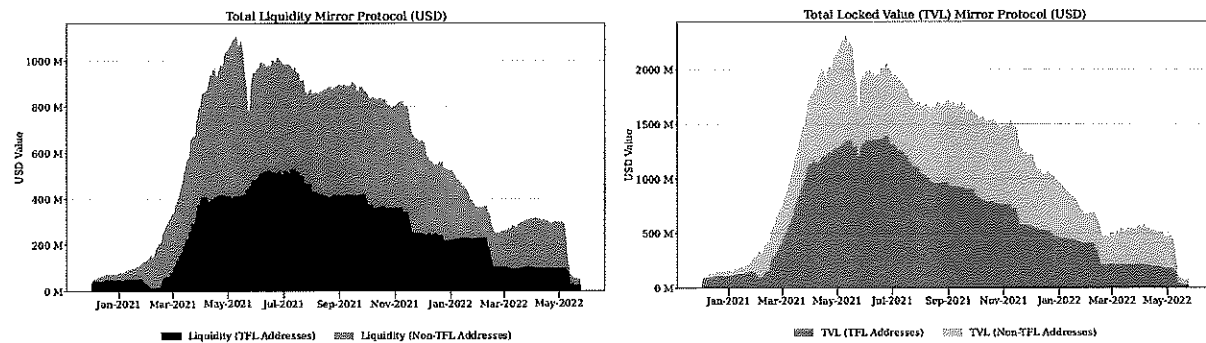 Total Liquidity Mirror Protocol (USD)
1000 M
800 M
600 M
400 M
200 M
0 M
USD Value
Jan-2021 Mar-2021 May-2021 Jul-2021 Sep-2021 Nov-2021 Jan-2022 Mar-2022 May-2022
Liquidity (TFL Addresses) Liquidity (Non-TFL Addresses)
Total Locked Value (TVL) Mirror Protocol (USD)
2000 M
1500 M
1000 M
500 M
0 M
USD Value
Jan-2021 Mar-2021 May-2021 Jul-2021 Sep-2021 Nov-2021 Jan-2022 Mar-2022 May-2022
TVL (TFL Addresses) TVL (Non-TFL Addresses)